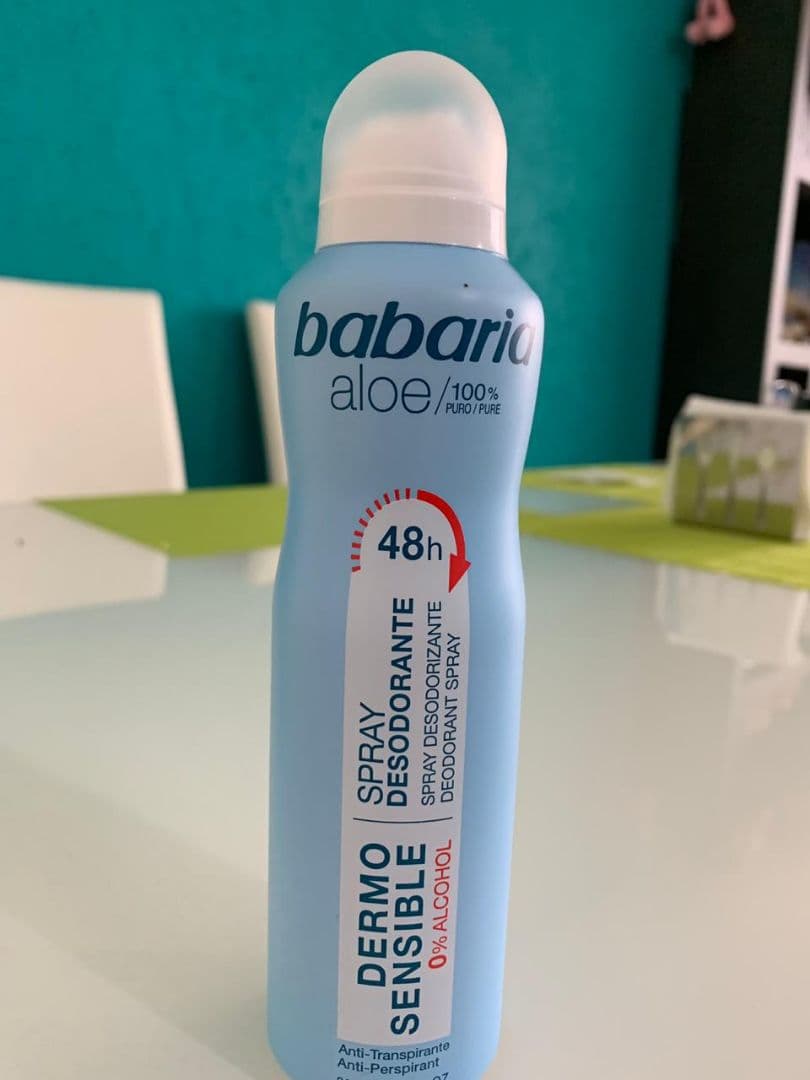 babaria
aloe/100%
PURO/PURE
48h
SPRAY
DESODORANTE
SPRAY DESODORIZANTE
DEODORANT SPRAY
DERMO
SENSIBLE
0% ALCOHOL
Anti-Transpirante
Anti-Perspirant